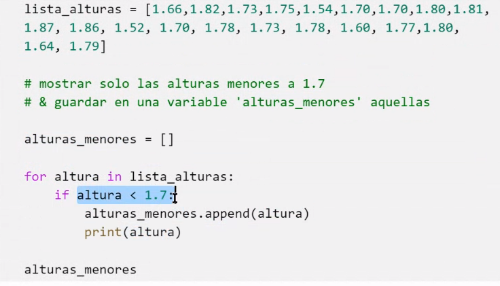 lista_alturas = [1.66,1.82,1.73,1.75,1.54,1.70,1.70,1.80,1.81,
1.87, 1.86, 1.52, 1.70, 1.78, 1.73, 1.78, 1.60, 1.77,1.80,
1.64, 1.79]
# mostrar solo las alturas menores a 1.7
# & guardar en una variable 'alturas_menores' aquellas
alturas_menores = []
for altura in lista_alturas:
if altura < 1.7:
alturas_menores.append(altura)
print(altura)
alturas_menores